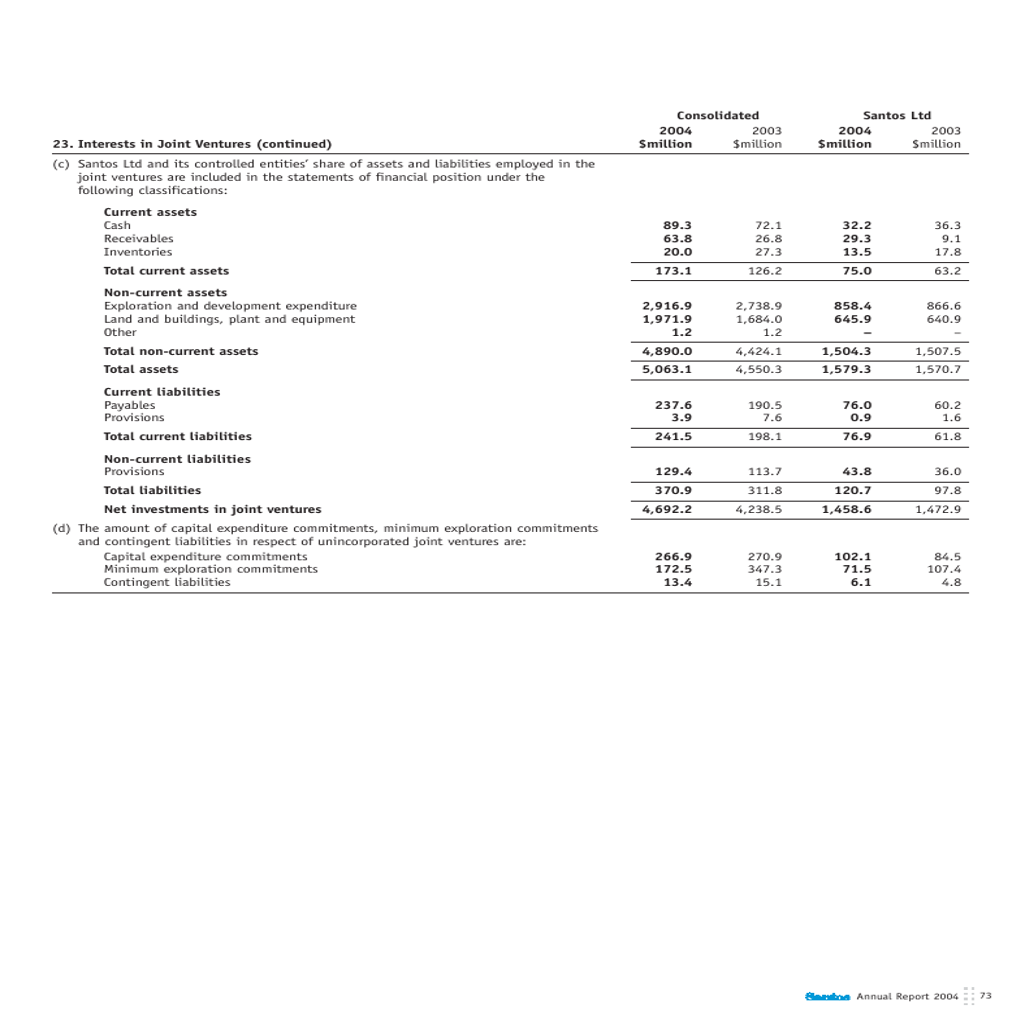 Consolidated Santos Ltd
2004 2003 2004 2003
23. Interests in Joint Ventures (continued) $million $million $million $million
(c) Santos Ltd and its controlled entities' share of assets and liabilities employed in the
joint ventures are included in the statements of financial position under the
following classifications:
Current assets
Cash 89.3 72.1 32.2 36.3
Receivables 63.8 26.8 29.3 9.1
Inventories 20.0 27.3 13.5 17.8
Total current assets 173.1 126.2 75.0 63.2
Non-current assets
Exploration and development expenditure 2,916.9 2,738.9 858.4 866.6
Land and buildings, plant and equipment 1,971.9 1,684.0 645.9 640.9
Other 1.2 1.2 – –
Total non-current assets 4,890.0 4,424.1 1,504.3 1,507.5
Total assets 5,063.1 4,550.3 1,579.3 1,570.7
Current liabilities
Payables 237.6 190.5 76.0 60.2
Provisions 3.9 7.6 0.9 1.6
Total current liabilities 241.5 198.1 76.9 61.8
Non-current liabilities
Provisions 129.4 113.7 43.8 36.0
Total liabilities 370.9 311.8 120.7 97.8
Net investments in joint ventures 4,692.2 4,238.5 1,458.6 1,472.9
(d) The amount of capital expenditure commitments, minimum exploration commitments
and contingent liabilities in respect of unincorporated joint ventures are:
Capital expenditure commitments 266.9 270.9 102.1 84.5
Minimum exploration commitments 172.5 347.3 71.5 107.4
Contingent liabilities 13.4 15.1 6.1 4.8
Santos Annual Report 2004 73